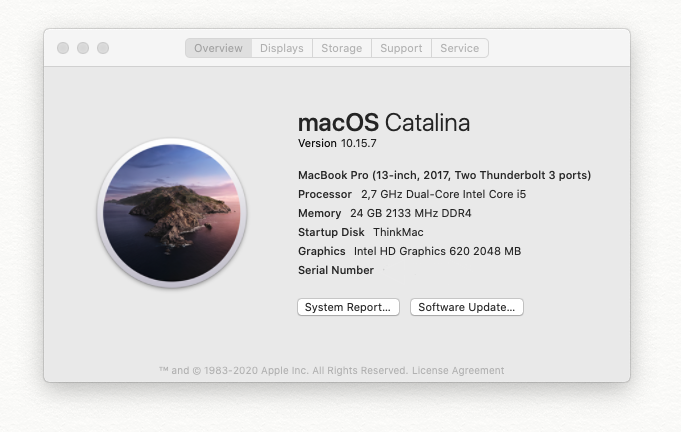 Overview Displays Storage Support Service
macOS Catalina
Version 10.15.7
MacBook Pro (13-inch, 2017, Two Thunderbolt 3 ports)
Processor 2,7 GHz Dual-Core Intel Core i5
Memory 24 GB 2133 MHz DDR4
Startup Disk ThinkMac
Graphics Intel HD Graphics 620 2048 MB
Serial Number
System Report... Software Update...
™ and © 1983-2020 Apple Inc. All Rights Reserved. License Agreement